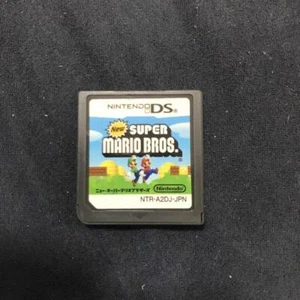 NINTENDO DS
New SUPER
MARIO BROS.
ニュー スーパーマリオブラザーズ
Nintendo
NTR-A2DJ-JPN